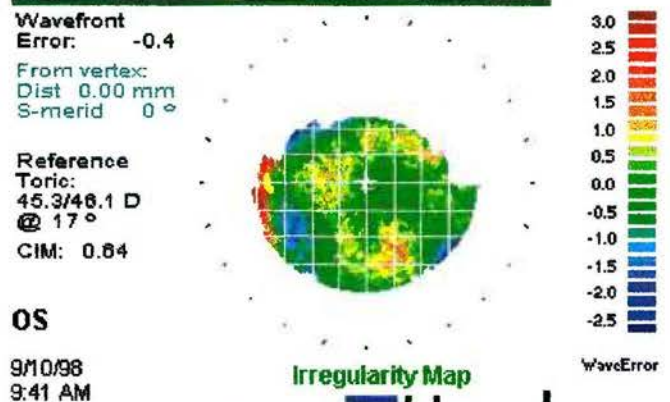 Wavefront
Error: -0.4
From vertex:
Dist 0.00 mm
S-merid 0 º
Reference
Toric:
45.3/46.1 D
@ 17 º
CIM: 0.64
OS
9/10/98
9:41 AM
Irregularity Map
3.0
2.5
2.0
1.5
1.0
0.5
0.0
-0.5
-1.0
-1.5
-2.0
-2.5
WaveError